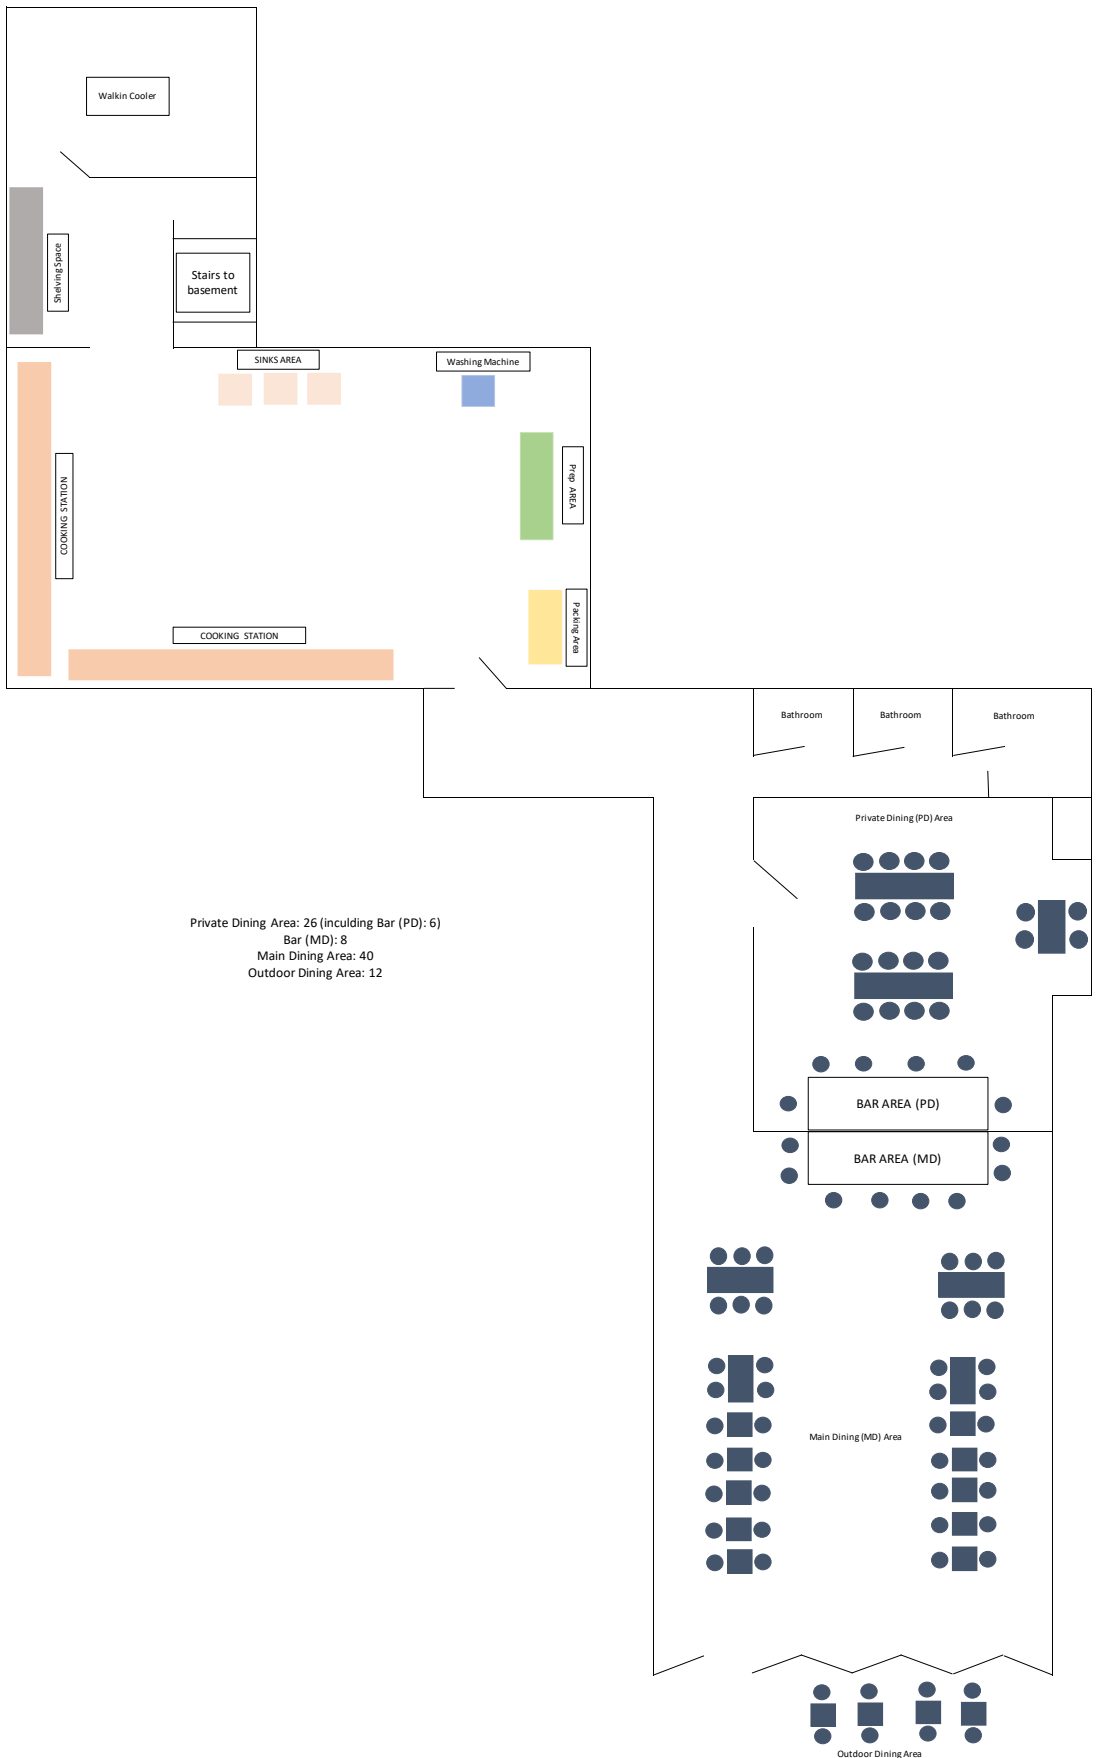 Walkin Cooler
Shelving Space
Stairs to
basement
SINKS AREA
Washing Machine
COOKING STATION
Prep AREA
Packing Area
COOKING STATION
Bathroom
Bathroom
Bathroom
Private Dining (PD) Area
Private Dining Area: 26 (inculding Bar (PD): 6)
Bar (MD): 8
Main Dining Area: 40
Outdoor Dining Area: 12
BAR AREA (PD)
BAR AREA (MD)
Main Dining (MD) Area
Outdoor Dining Area